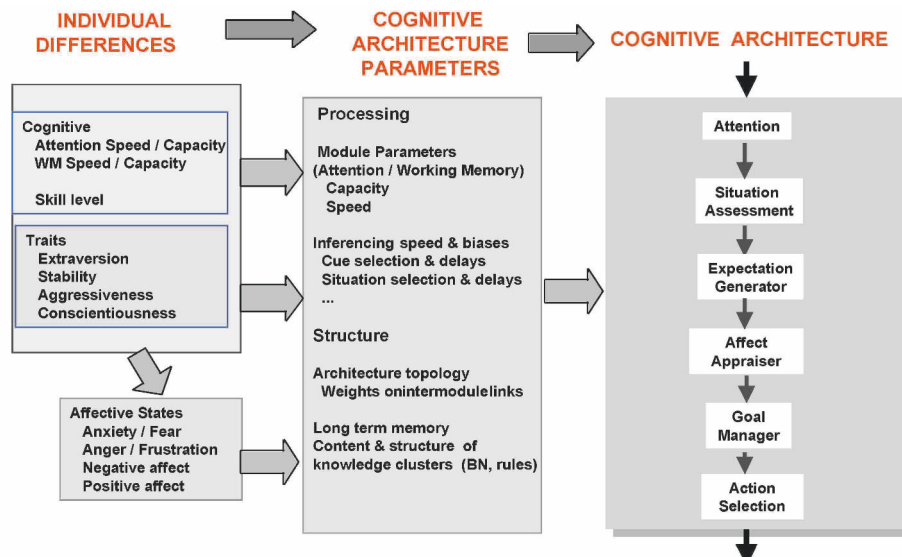 INDIVIDUAL
DIFFERENCES
COGNITIVE
ARCHITECTURE
PARAMETERS
COGNITIVE ARCHITECTURE
Cognitive
Attention Speed / Capacity
WM Speed / Capacity
Skill level
Traits
Extraversion
Stability
Aggressiveness
Conscientiousness
Affective States
Anxiety / Fear
Anger / Frustration
Negative affect
Positive affect
Processing
Module Parameters
(Attention / Working Memory)
Capacity
Speed
Inferencing speed & biases
Cue selection & delays
Situation selection & delays
...
Structure
Architecture topology
Weights onintermodulelinks
Long term memory
Content & structure of
knowledge clusters (BN, rules)
Attention
Situation
Assessment
Expectation
Generator
Affect
Appraiser
Goal
Manager
Action
Selection